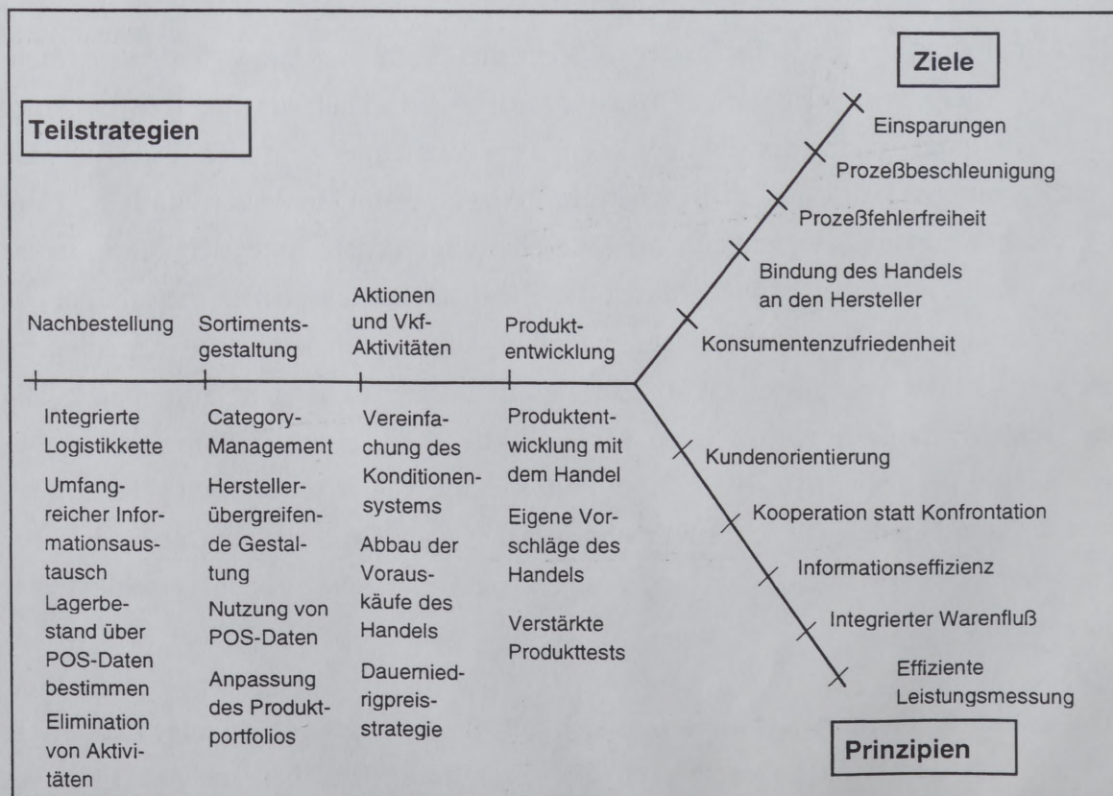 Teilstrategien
Nachbestellung
Sortiments-
gestaltung
Aktionen
und Vkf-
Aktivitäten
Produkt-
entwicklung
Integrierte
Logistikkette
Umfang-
reicher Infor-
mationsaus-
tausch
Lagerbe-
stand über
POS-Daten
bestimmen
Elimination
von Aktivi-
täten
Category-
Management
Hersteller-
übergreifen-
de Gestal-
tung
Nutzung von
POS-Daten
Anpassung
des Produkt-
portfolios
Vereinfa-
chung des
Konditionen-
systems
Abbau der
Voraus-
käufe des
Handels
Dauernied-
rigpreis-
strategie
Produktent-
wicklung mit
dem Handel
Eigene Vor-
schläge des
Handels
Verstärkte
Produkttests
Ziele
Einsparungen
Prozeßbeschleunigung
Prozeßfehlerfreiheit
Bindung des Handels
an den Hersteller
Konsumentenzufriedenheit
Kundenorientierung
Kooperation statt Konfrontation
Informationseffizienz
Integrierter Warenfluß
Effiziente
Leistungsmessung
Prinzipien